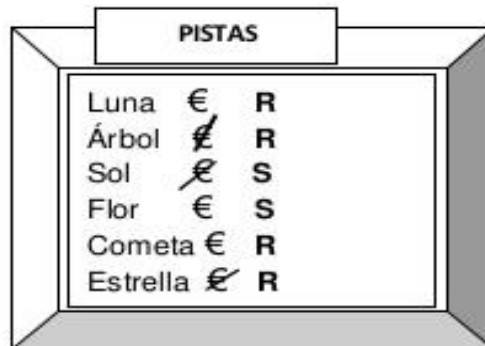 PISTAS
Luna € R
Árbol € R
Sol € S
Flor € S
Cometa € R
Estrella € R